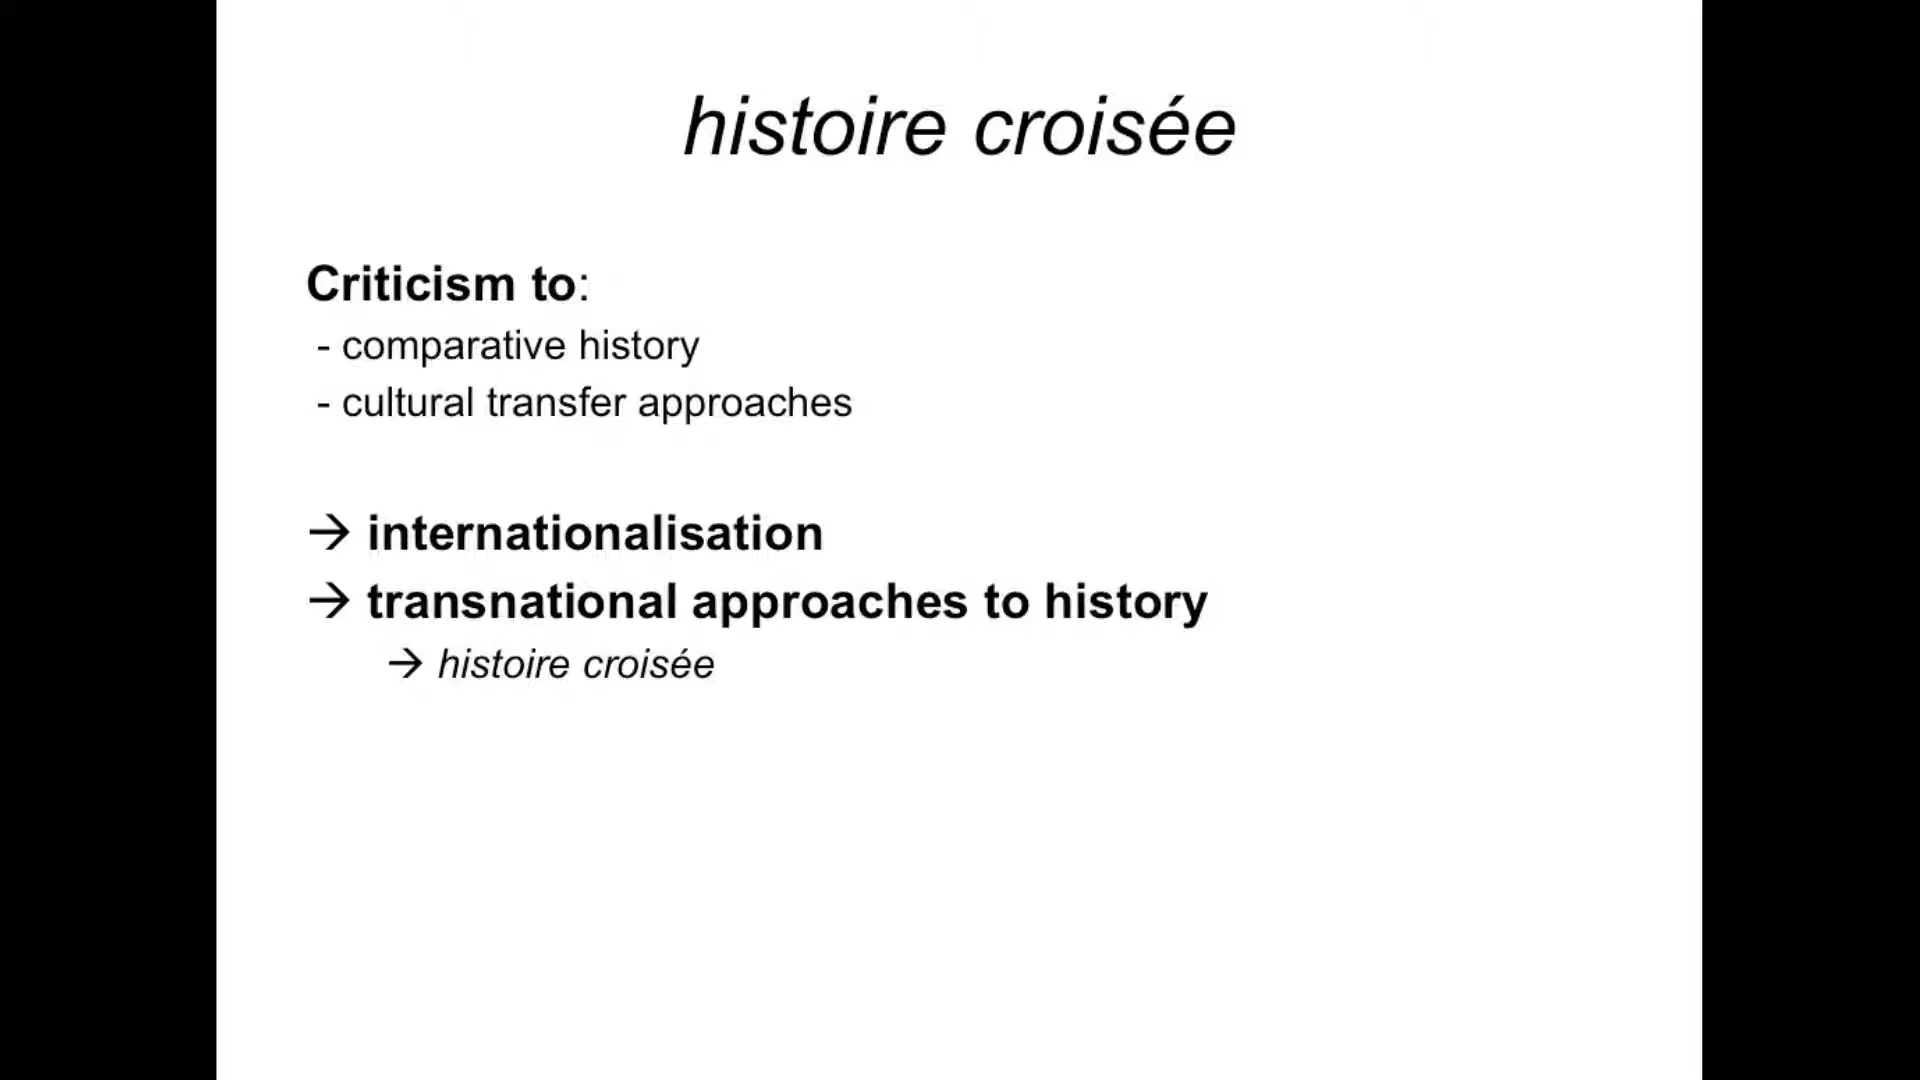 histoire croisée
Criticism to:
- comparative history
- cultural transfer approaches
→ internationalisation
→ transnational approaches to history
→ histoire croisée